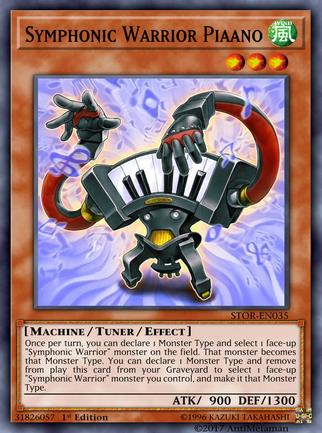 Symphonic Warrior Piaano
WIND
風
STOR-EN035
[Machine / Tuner / Effect]
Once per turn, you can declare 1 Monster Type and select 1 face-up
"Symphonic Warrior" monster on the field. That monster becomes
that Monster Type. You can declare 1 Monster Type and remove
from play this card from your Graveyard to select 1 face-up
"Symphonic Warrior" monster you control, and make it that Monster
Type.
ATK/ 900 DEF/1300
31826057 1st Edition ©1996 KAZUKI TAKAHASHI
©2017 AntiMetaman